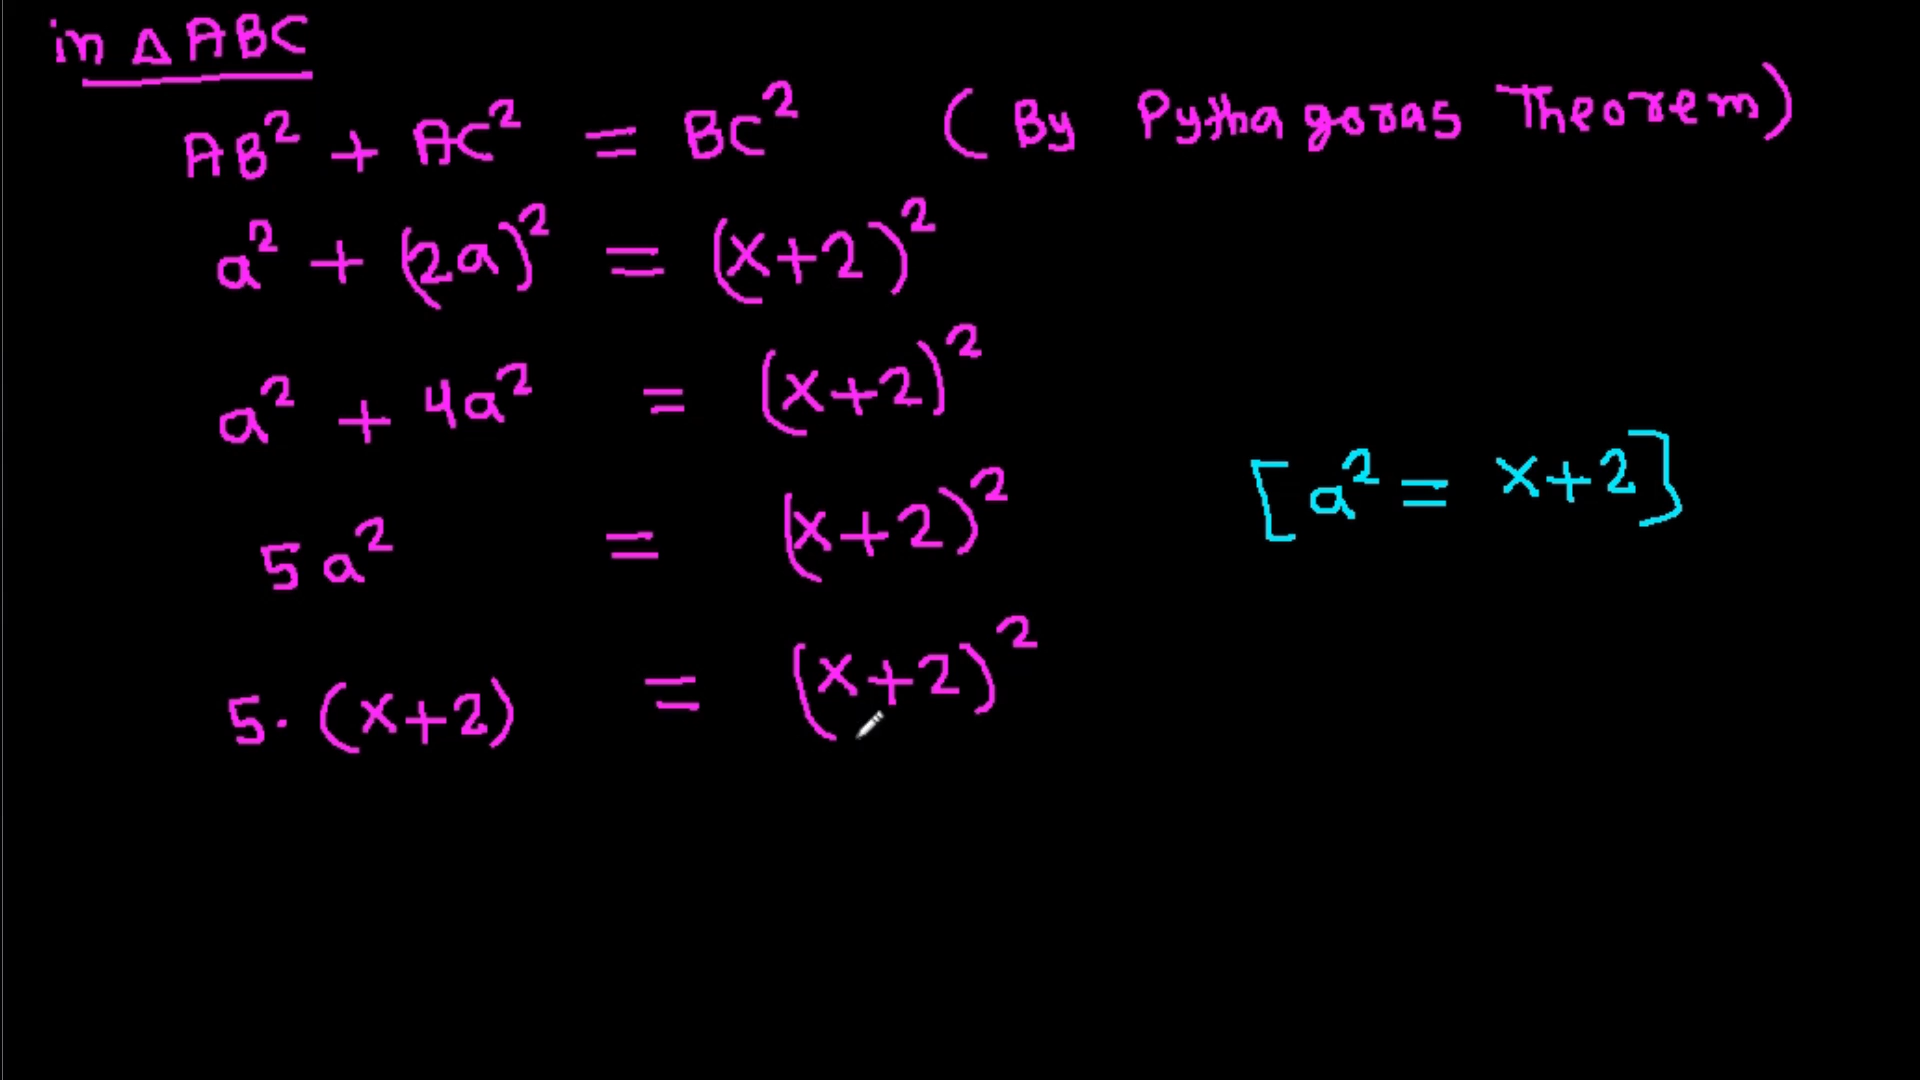 in △ ABC
AB² + AC² = BC² (By Pythagoras Theorem)
a² + (2a)² = (x+2)²
a² + 4a² = (x+2)²
[a² = x+2]
5a² = (x+2)²
5. (x+2) = (x+2)²